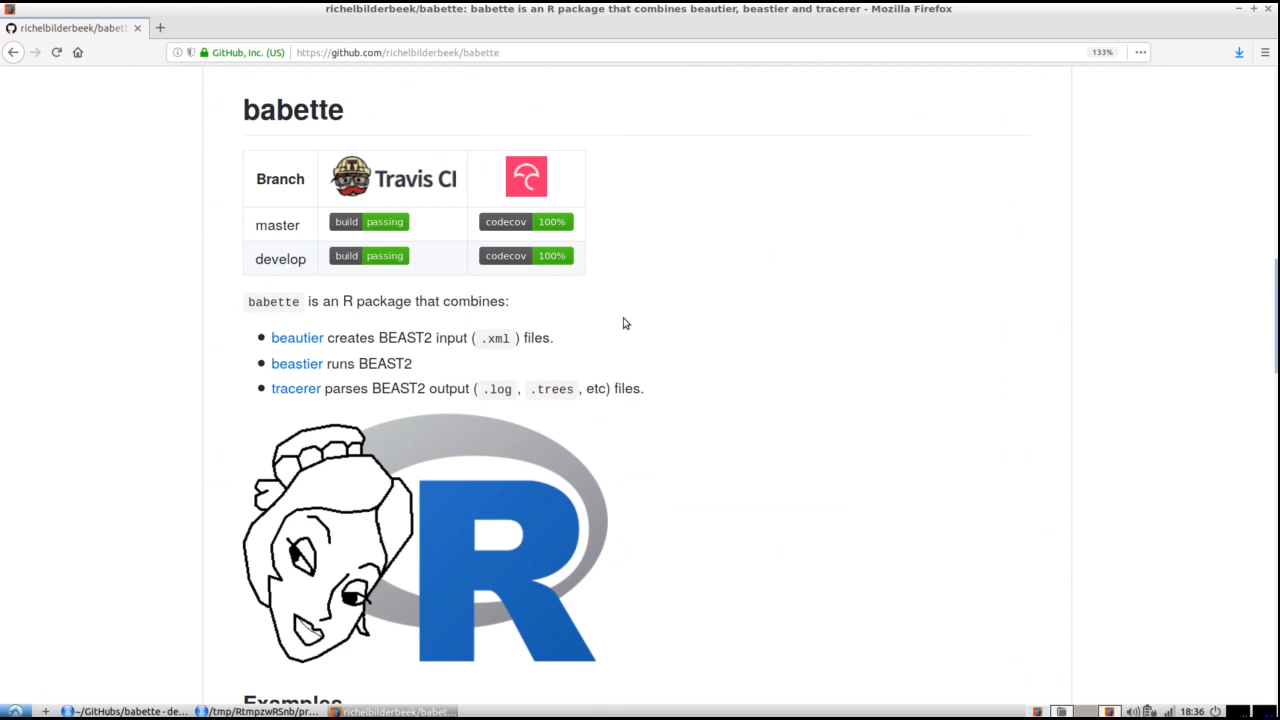 richelbilderbeek/babette: babette is an R package that combines beautier, beastier and tracerer - Mozilla Firefox
richelbilderbeek/babett
GitHub, Inc. (US) https://github.com/richelbilderbeek/babette 133%
babette
Branch Travis CI
master build passing codecov 100%
develop build passing codecov 100%
babette is an R package that combines:
beautier creates BEAST2 input ( .xml ) files.
beastier runs BEAST2
tracerer parses BEAST2 output ( .log , .trees , etc) files.
R
Examples
~/GitHubs/babette - de... /tmp/RtmpzwRSnb/pr... richelbilderbeek/babet... 18:36